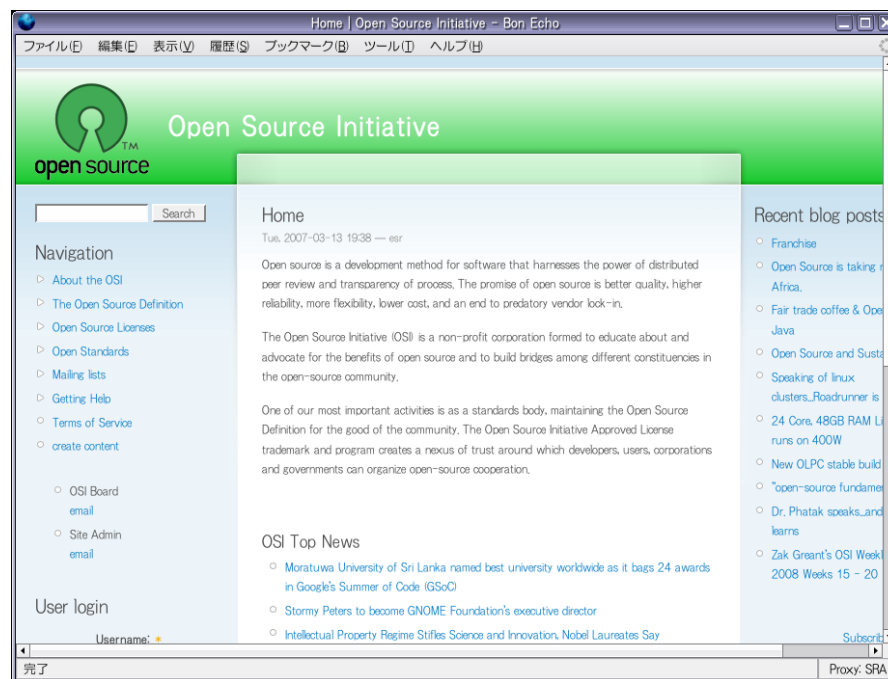 Home | Open Source Initiative - Bon Echo
ファイル(F) 編集(E) 表示(V) 履歴(S) ブックマーク(B) ツール(T) ヘルプ(H)
Open Source Initiative
TM
open source
Search
Navigation
About the OSI
The Open Source Definition
Open Source Licenses
Open Standards
Mailing lists
Getting Help
Terms of Service
create content
OSI Board
email
Site Admin
email
User login
Username: *
Home
Tue, 2007-03-13 19:38 — esr
Open source is a development method for software that harnesses the power of distributed
peer review and transparency of process. The promise of open source is better quality, higher
reliability, more flexibility, lower cost, and an end to predatory vendor lock-in.
The Open Source Initiative (OSI) is a non-profit corporation formed to educate about and
advocate for the benefits of open source and to build bridges among different constituencies in
the open-source community.
One of our most important activities is as a standards body, maintaining the Open Source
Definition for the good of the community. The Open Source Initiative Approved License
trademark and program creates a nexus of trust around which developers, users, corporations
and governments can organize open-source cooperation.
OSI Top News
Moratuwa University of Sri Lanka named best university worldwide as it bags 24 awards
in Google's Summer of Code (GSoC)
Stormy Peters to become GNOME Foundation's executive director
Intellectual Property Regime Stifles Science and Innovation, Nobel Laureates Say
Recent blog posts
Franchise
Open Source is taking
Africa.
Fair trade coffee & Ope
Java
Open Source and Susta
Speaking of linux
clusters...Roadrunner is
24 Core, 48GB RAM Li
runs on 400W
New OLPC stable build
"open-source fundame
Dr. Phatak speaks...and
learns
Zak Greant's OSI Weekl
2008 Weeks 15 - 20
Subscrib
完了 Proxy: SRA